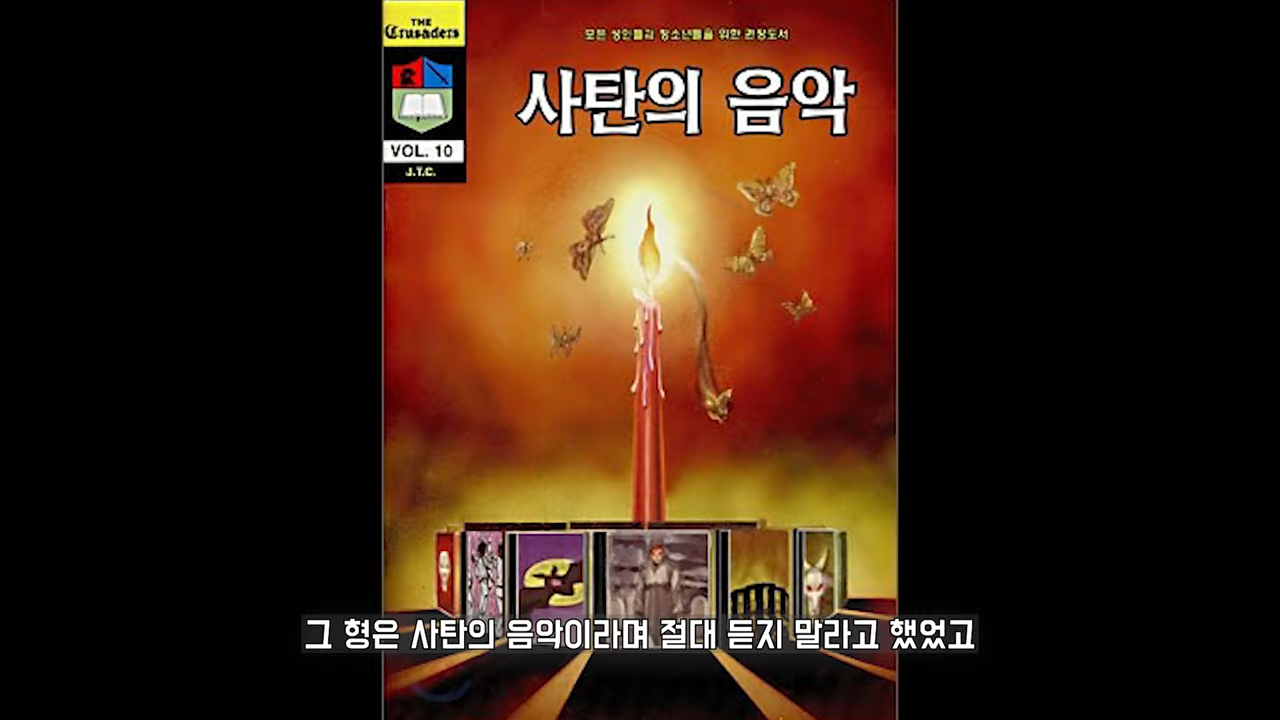 THE
Crusaders
모든 성인들과 청소년들을 위한 권장도서
사탄의 음악
VOL. 10
J.T.C.
그 형은 사탄의 음악이라며 절대 듣지 말라고 했었고